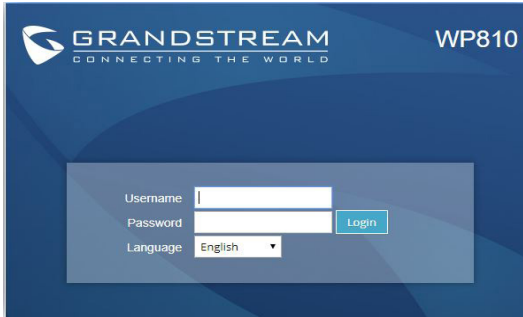 GRANDSTREAM
CONNECTING THE WORLD
WP810
Username
Password
Login
Language English